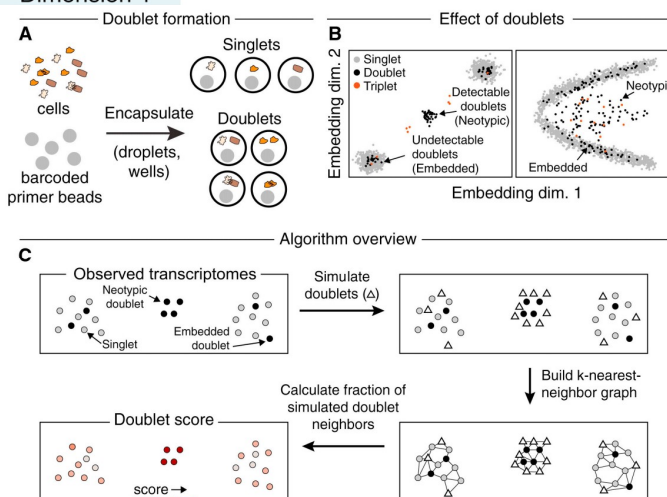 Doublet formation
Effect of doublets
A
Singlets
cells
Encapsulate
(droplets,
wells)
Doublets
barcoded
primer beads
B
Embedding dim. 2
Singlet
Doublet
Triplet
Detectable
doublets
(Neotypic)
Undetectable
doublets
(Embedded)
Embedded
Embedding dim. 1
Algorithm overview
C
Observed transcriptomes
Neotypic
doublet
Singlet
Embedded
doublet
Simulate
doublets (△)
Build k-nearest-
neighbor graph
Calculate fraction of
simulated doublet
neighbors
Doublet score
score